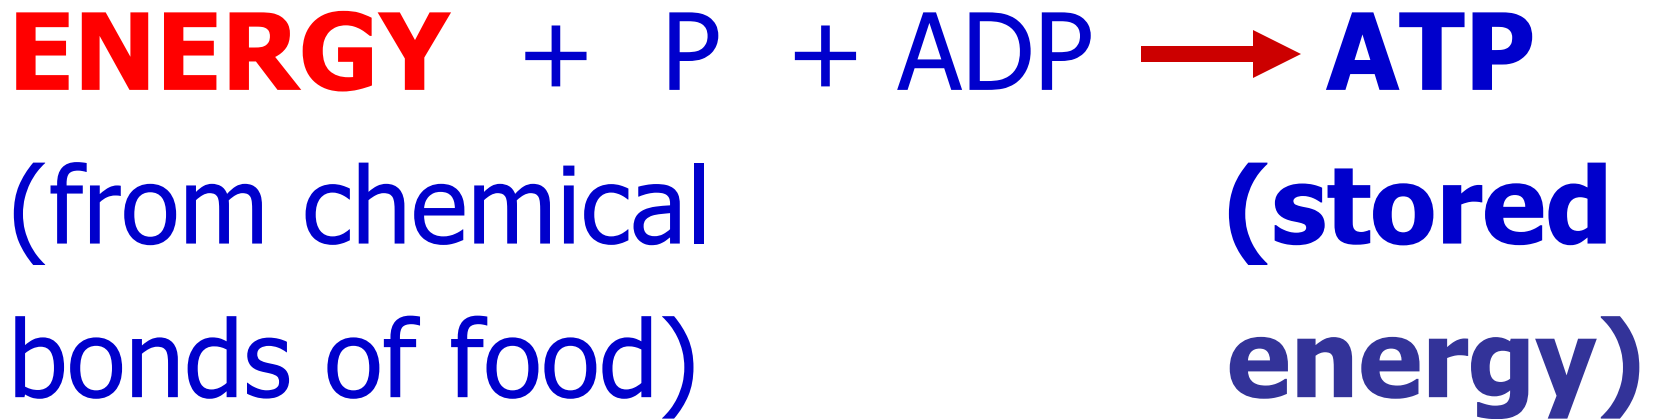 ENERGY + P + ADP → ATP
(from chemical (stored
bonds of food) energy)